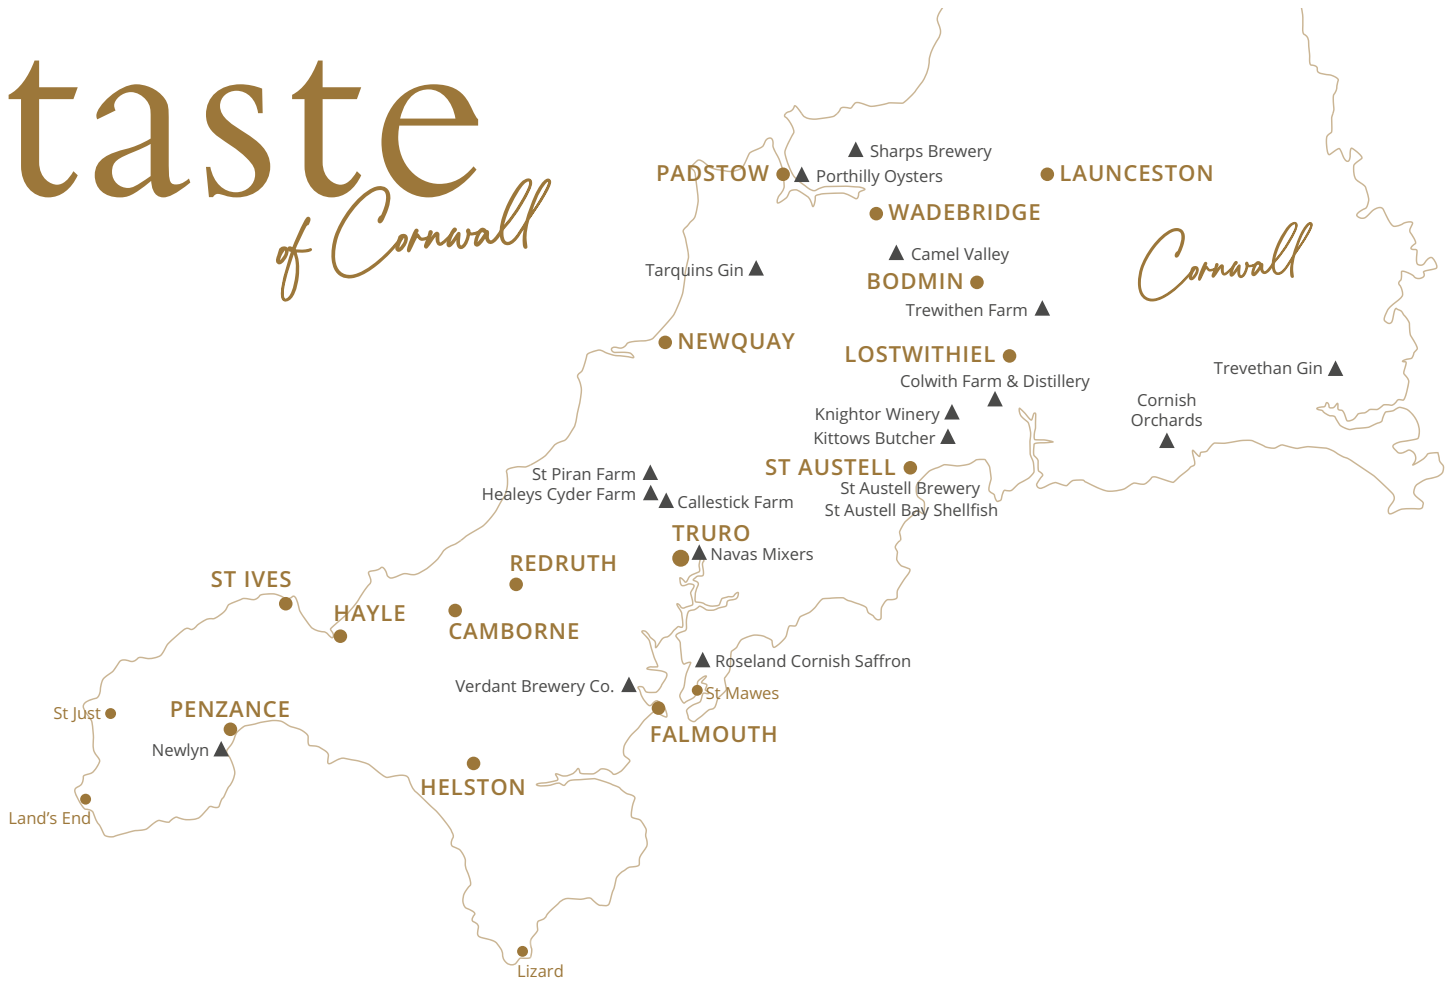 taste
of Cornwall
Sharps Brewery
PADSTOW
Porthilly Oysters
LAUNCESTON
WADEBRIDGE
Camel Valley
Cornwall
Tarquins Gin
BODMIN
Trewithen Farm
NEWQUAY
LOSTWITHIEL
Trevethan Gin
Colwith Farm & Distillery
Cornish
Orchards
Knightor Winery
Kittows Butcher
ST AUSTELL
St Piran Farm
St Austell Brewery
Healeys Cyder Farm
Callestick Farm
St Austell Bay Shellfish
TRURO
Navas Mixers
REDRUTH
ST IVES
HAYLE
CAMBORNE
Roseland Cornish Saffron
Verdant Brewery Co.
St Mawes
St Just
PENZANCE
FALMOUTH
Newlyn
HELSTON
Land’s End
Lizard